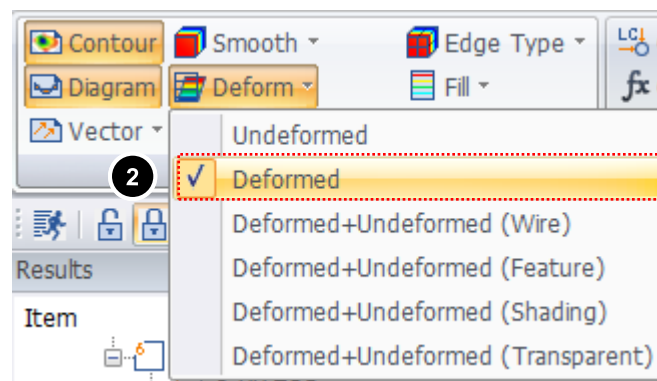 Contour Smooth Edge Type
Diagram Deform Fill fx
Vector Undeformed
2 Deformed
Deformed+Undeformed (Wire)
Results Deformed+Undeformed (Feature)
Item Deformed+Undeformed (Shading)
Deformed+Undeformed (Transparent)